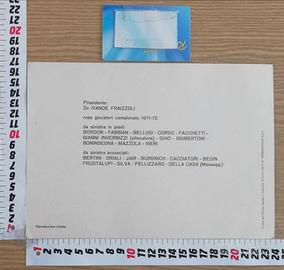 Presidente:
Dr. IVANOE FRAIZZOLI
rosa giocatori campionato 1971-72
da sinistra in piedi:
BORDON - FABBIAN - BELLUGI - CORSO - FACCHETTI -
GIANNI INVERNIZZI (allenatore) - GHIO - GIUBERTONI -
BONINSEGNA - MAZZOLA - VIERI
da sinistra accosciati:
BERTINI - ORIALI - JAIR - BURGNICH - CACCIATORI - BEDIN
FRUSTALUPI - SILVA - PELLIZZARO - DELLA CASA (Massagg.)
Riproduzione vietata